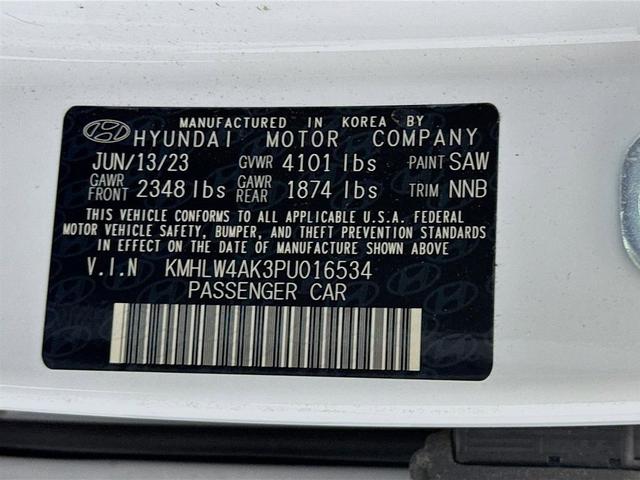 MANUFACTURED IN KOREA BY
HYUNDAI MOTOR COMPANY
JUN/13/23 GVWR 4101 lbs PAINT SAW
GAWR FRONT 2348 lbs GAWR REAR 1874 lbs TRIM NNB
THIS VEHICLE CONFORMS TO ALL APPLICABLE U.S.A. FEDERAL
MOTOR VEHICLE SAFETY, BUMPER, AND THEFT PREVENTION STANDARDS
IN EFFECT ON THE DATE OF MANUFACTURE SHOWN ABOVE.
V.I.N KMHLW4AK3PU016534
PASSENGER CAR